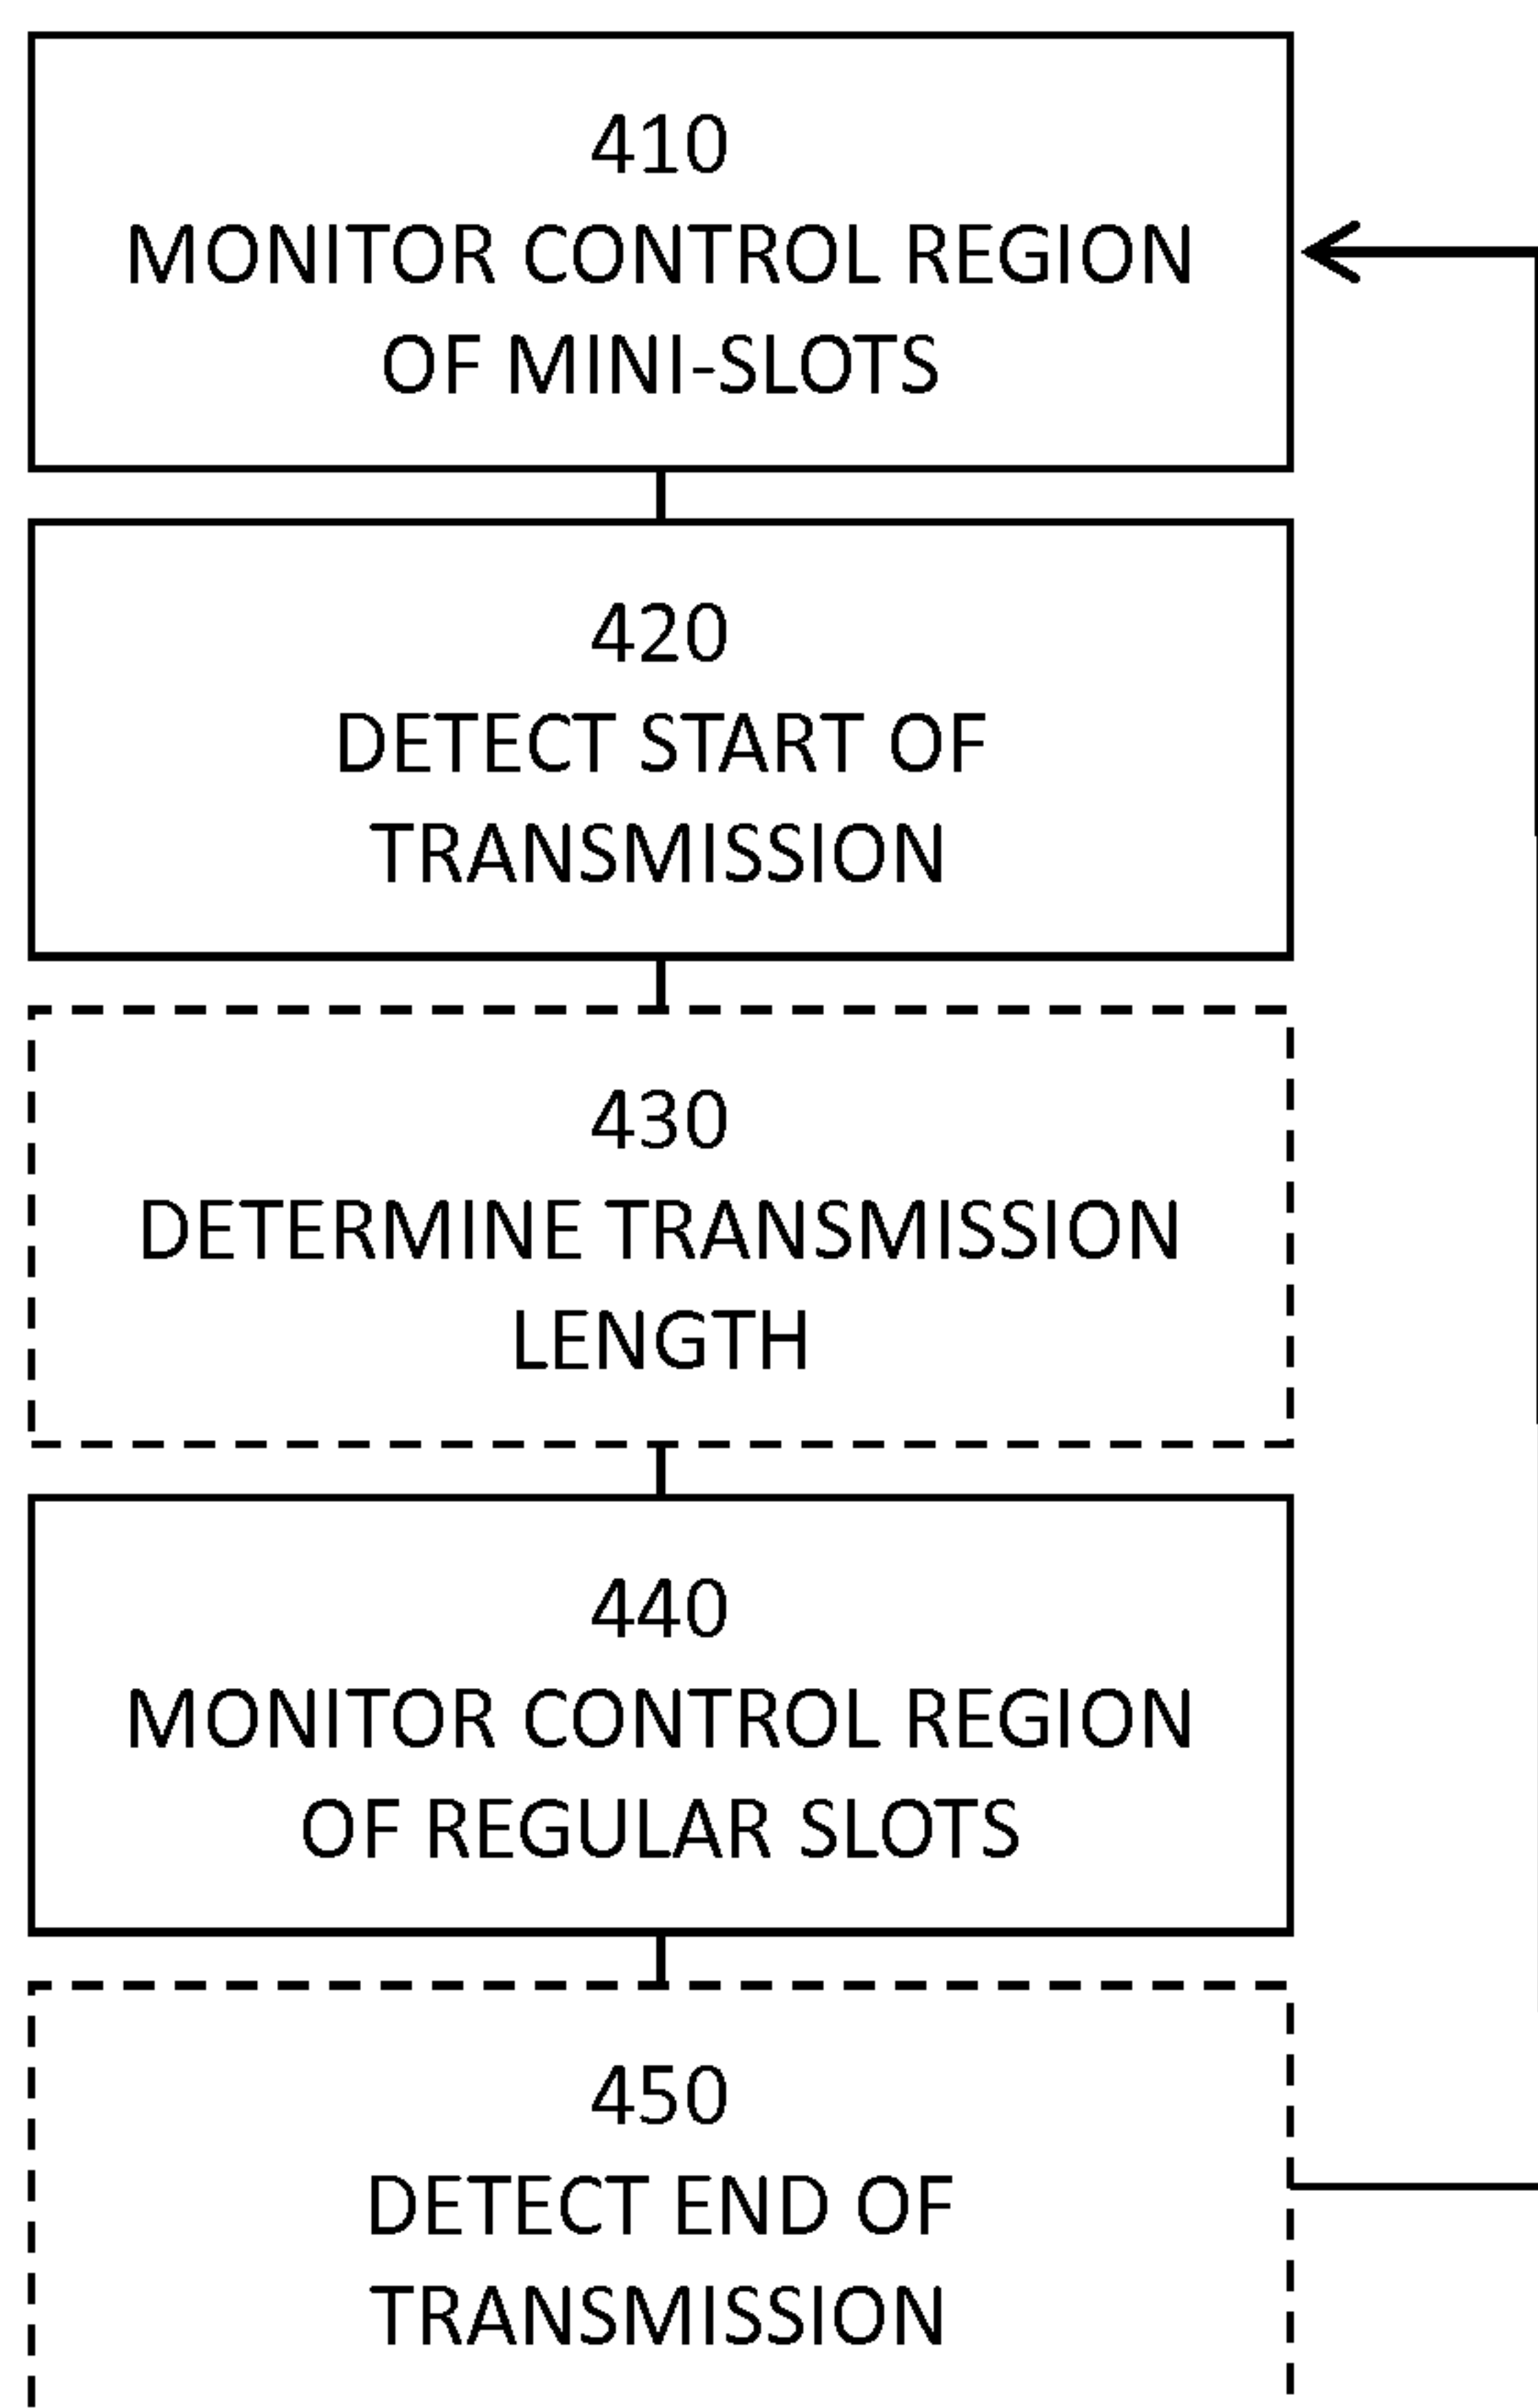 410
MONITOR CONTROL REGION
OF MINI-SLOTS
420
DETECT START OF
TRANSMISSION
430
DETERMINE TRANSMISSION
LENGTH
440
MONITOR CONTROL REGION
OF REGULAR SLOTS
450
DETECT END OF
TRANSMISSION